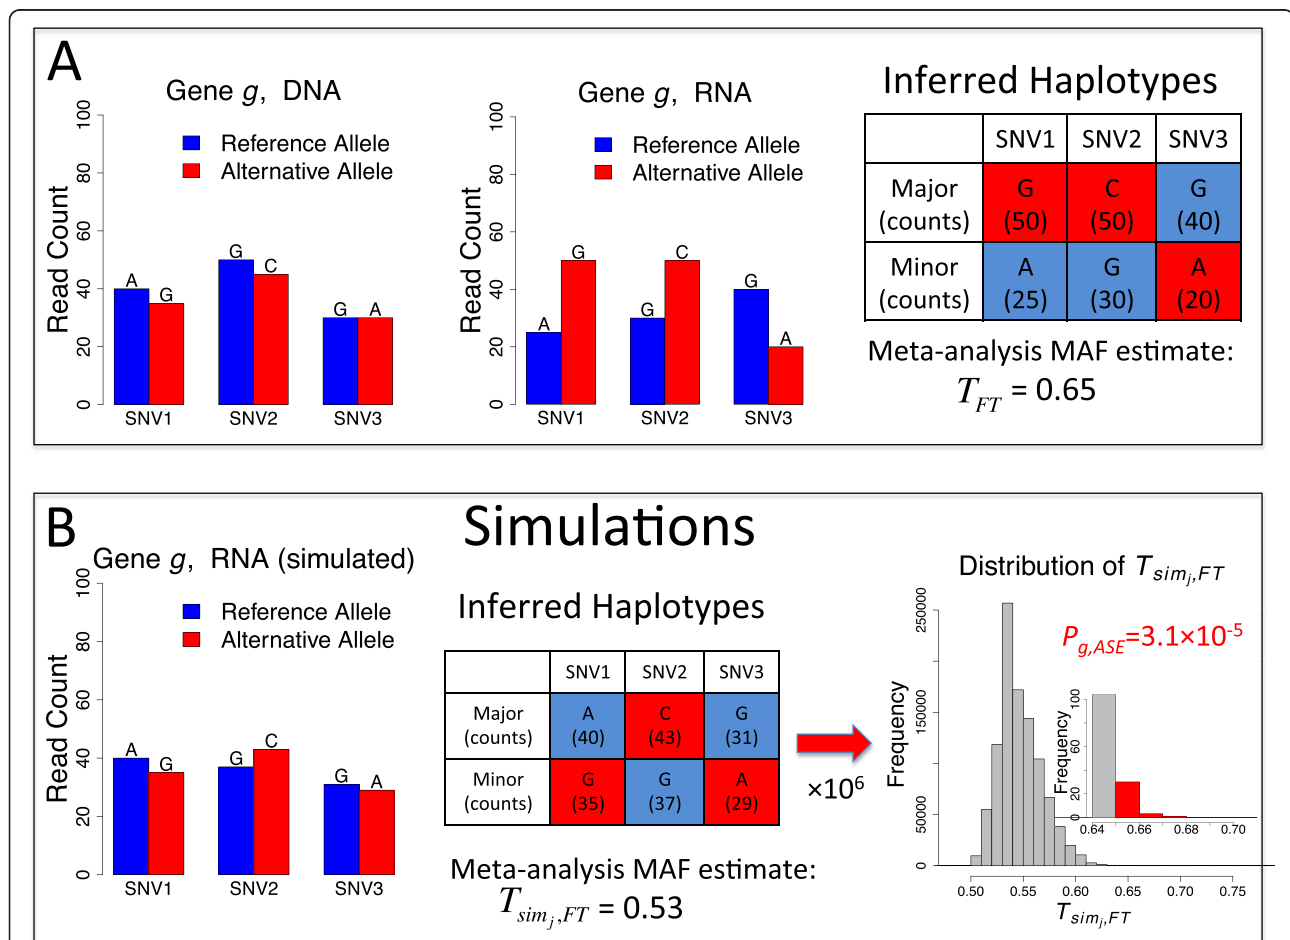 A
Gene g, DNA
Reference Allele
Alternative Allele
Read Count
0 20 40 60 80 100
A G G C G A
SNV1 SNV2 SNV3
Gene g, RNA
Reference Allele
Alternative Allele
Read Count
0 20 40 60 80 100
A G G C G A
SNV1 SNV2 SNV3
Inferred Haplotypes
SNV1 SNV2 SNV3
Major (counts) G (50) C (50) G (40)
Minor (counts) A (25) G (30) A (20)
Meta-analysis MAF estimate:
T_FT = 0.65
B
Simulations
Gene g, RNA (simulated)
Reference Allele
Alternative Allele
Read Count
0 20 40 60 80 100
A G G C G A
SNV1 SNV2 SNV3
Inferred Haplotypes
SNV1 SNV2 SNV3
Major (counts) A (40) C (43) G (31)
Minor (counts) G (35) G (37) A (29)
Meta-analysis MAF estimate:
T_sim_j,FT = 0.53
×10⁶
Distribution of T_sim_j,FT
P_g,ASE=3.1×10⁻⁵
Frequency
0 50000 150000 250000
0.50 0.55 0.60 0.65 0.70 0.75
T_sim_j,FT
Frequency
0 20 60 100
0.64 0.66 0.68 0.70